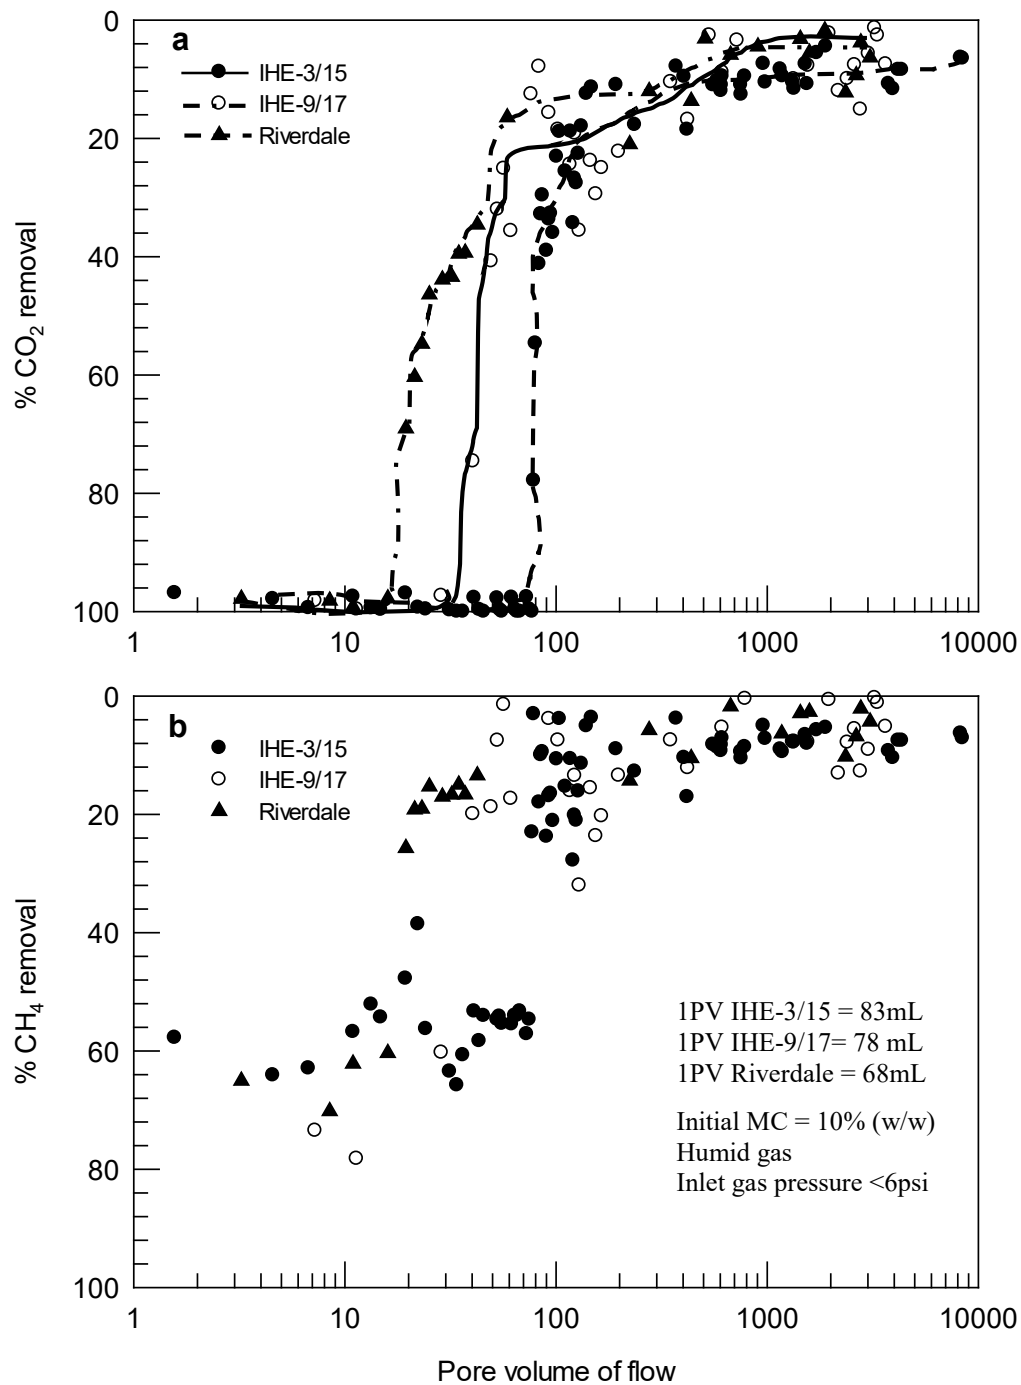 0
20
40
60
80
100
% CO2 removal
a
IHE-3/15
IHE-9/17
Riverdale
1 10 100 1000 10000
0
20
40
60
80
100
% CH4 removal
b
IHE-3/15
IHE-9/17
Riverdale
1PV IHE-3/15 = 83mL
1PV IHE-9/17= 78 mL
1PV Riverdale = 68mL
Initial MC = 10% (w/w)
Humid gas
Inlet gas pressure <6psi
1 10 100 1000 10000
Pore volume of flow